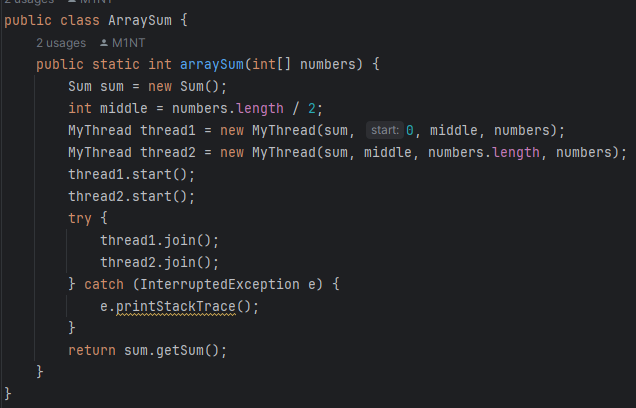 2 usages M1NT
public class ArraySum {
2 usages M1NT
public static int arraySum(int[] numbers) {
Sum sum = new Sum();
int middle = numbers.length / 2;
MyThread thread1 = new MyThread(sum, start: 0, middle, numbers);
MyThread thread2 = new MyThread(sum, middle, numbers.length, numbers);
thread1.start();
thread2.start();
try {
thread1.join();
thread2.join();
} catch (InterruptedException e) {
e.printStackTrace();
}
return sum.getSum();
}
}